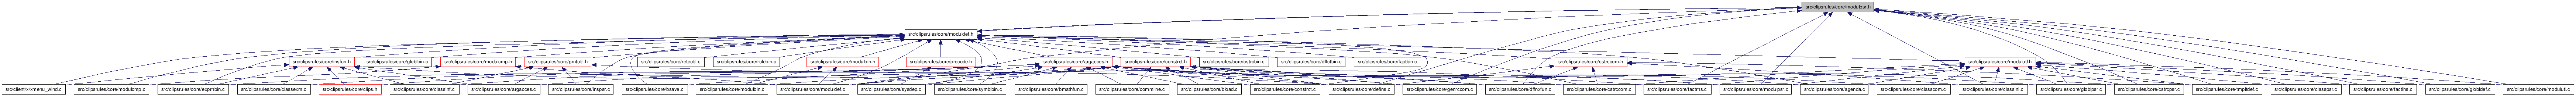 src/clipsrules/core/modulpsr.h
src/clipsrules/core/moduldef.h
src/clipsrules/core/insfun.h
src/clipsrules/core/globlbin.c
src/clipsrules/core/modulcmp.h
src/clipsrules/core/prntutil.h
src/clipsrules/core/reteutil.c
src/clipsrules/core/rulebin.c
src/clipsrules/core/modulbin.h
src/clipsrules/core/proccode.h
src/clipsrules/core/argacces.h
src/clipsrules/core/constrct.h
src/clipsrules/core/cstrcbin.c
src/clipsrules/core/dffctbin.c
src/clipsrules/core/factbin.c
src/clipsrules/core/cstrccom.h
src/clipsrules/core/modulutl.h
src/clipsrules/core/modulcmp.c
src/clipsrules/core/exprnbin.c
src/clipsrules/core/classexm.c
src/clipsrules/core/clips.h
src/clipsrules/core/classinf.c
src/clipsrules/core/argacces.c
src/clipsrules/core/inspsr.c
src/clipsrules/core/bsave.c
src/clipsrules/core/modulbin.c
src/clipsrules/core/moduldef.c
src/clipsrules/core/sysdep.c
src/clipsrules/core/symblbin.c
src/clipsrules/core/bmathfun.c
src/clipsrules/core/commline.c
src/clipsrules/core/bload.c
src/clipsrules/core/constrct.c
src/clipsrules/core/defins.c
src/clipsrules/core/genrccom.c
src/clipsrules/core/dffnxfun.c
src/clipsrules/core/cstrccom.c
src/clipsrules/core/factrhs.c
src/clipsrules/core/modulpsr.c
src/clipsrules/core/agenda.c
src/clipsrules/core/classcom.c
src/clipsrules/core/classini.c
src/clipsrules/core/globlpsr.c
src/clipsrules/core/cstrcpsr.c
src/clipsrules/core/tmpltdef.c
src/clipsrules/core/classpsr.c
src/clipsrules/core/factlhs.c
src/clipsrules/core/globldef.c
src/clipsrules/core/modulutl.c